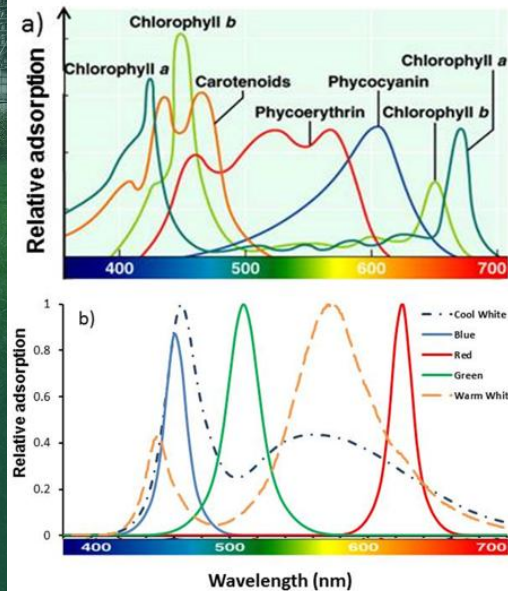 a)
Chlorophyll b
Chlorophyll a
Chlorophyll a
Carotenoids
Phycocyanin
Phycoerythrin
Chlorophyll b
Relative adsorption
400 500 600 700
b)
Cool White
Blue
Red
Green
Warm Whit
1
0.8
0.6
0.4
0.2
0
Relative adsorption
400 500 600 700
Wavelength (nm)